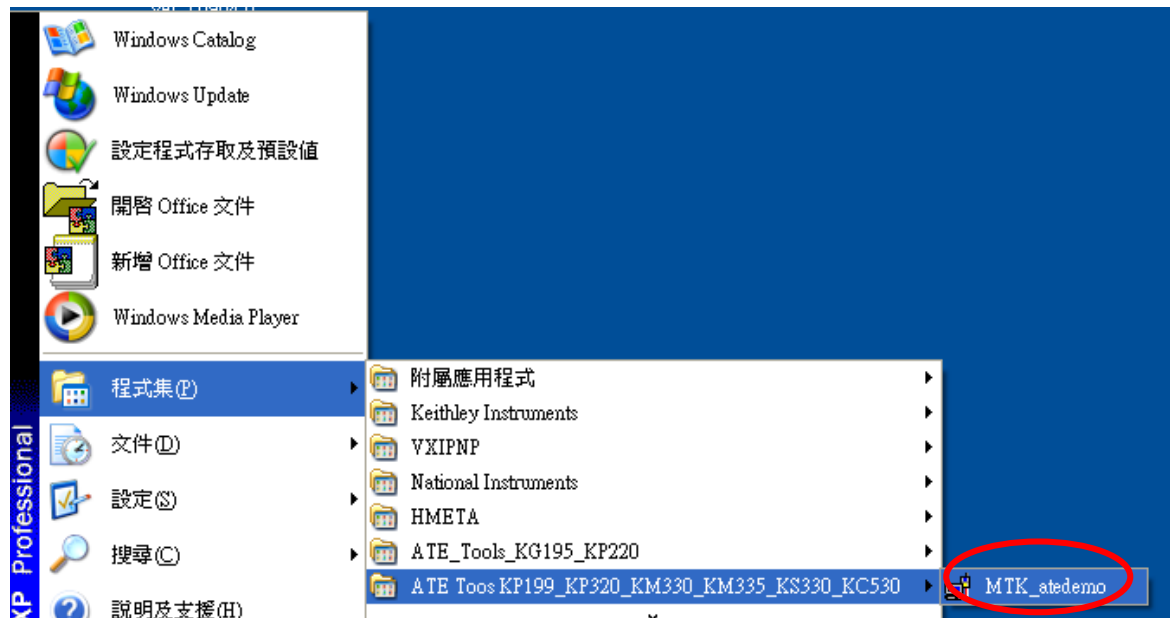 Windows Catalog
Windows Update
設定程式存取及預設值
開啓 Office 文件
新增 Office 文件
Windows Media Player
程式集(P)
文件(D)
設定(S)
搜尋(C)
說明及支援(H)
XP Professional
附屬應用程式
Keithley Instruments
VXIPNP
National Instruments
HMETA
ATE_Tools_KG195_KP220
ATE Toos KP199_KP320_KM330_KM335_KS330_KC530
MTK_atedemo